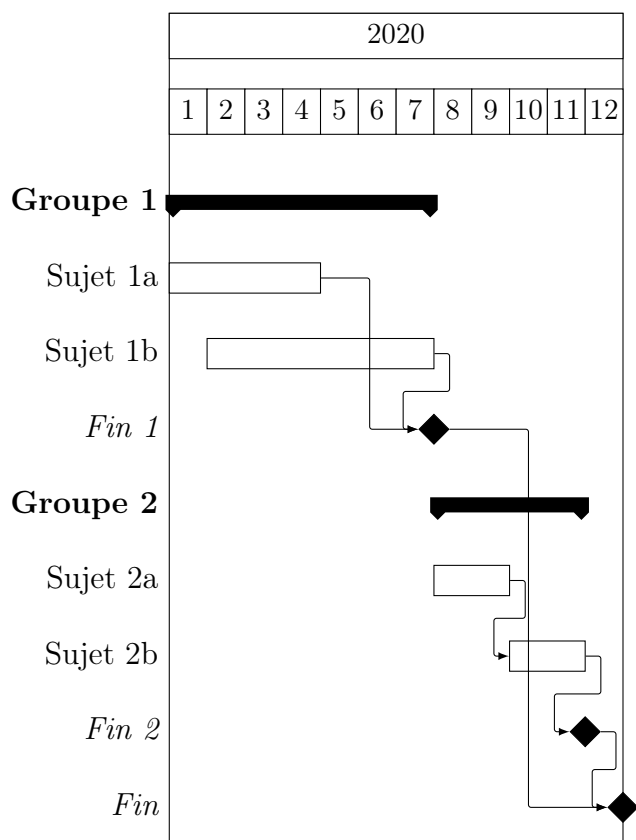 2020
1 2 3 4 5 6 7 8 9 10 11 12
Groupe 1
Sujet 1a
Sujet 1b
Fin 1
Groupe 2
Sujet 2a
Sujet 2b
Fin 2
Fin